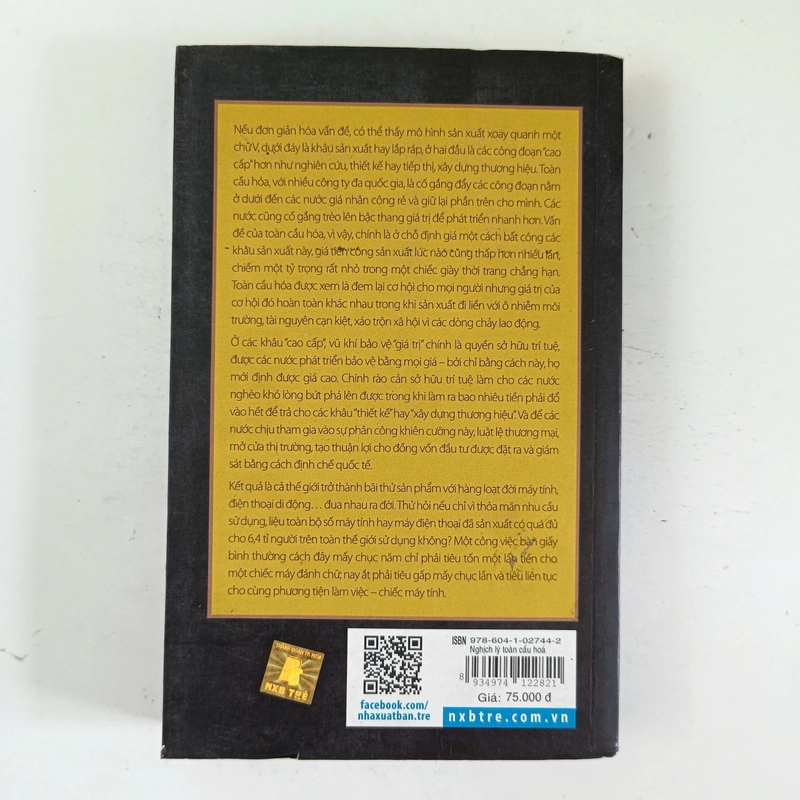 Nếu đơn giản hóa vấn đề, có thể thấy mô hình sản xuất xoay quanh một
chữ V, dưới đáy là khâu sản xuất hay lắp ráp, ở hai đầu là các công đoạn “cao
cấp” hơn như nghiên cứu, thiết kế hay tiếp thị, xây dựng thương hiệu. Toàn
cầu hóa, với nhiều công ty đa quốc gia, là cố gắng đẩy các công đoạn nằm
ở dưới đến các nước giá nhân công rẻ và giữ lại phần trên cho mình. Các
nước cũng cố gắng trèo lên bậc thang giá trị để phát triển nhanh hơn. Vấn
đề của toàn cầu hóa, vì vậy, chính là ở chỗ định giá một cách bất công các
khâu sản xuất này, giá tiền công sản xuất lúc nào cũng thấp hơn nhiều lần,
chiếm một tỷ trọng rất nhỏ trong một chiếc giày thời trang chẳng hạn.
Toàn cầu hóa được xem là đem lại cơ hội cho mọi người nhưng giá trị của
cơ hội đó hoàn toàn khác nhau trong khi sản xuất đi liền với ô nhiễm môi
trường, tài nguyên cạn kiệt, xáo trộn xã hội vì các dòng chảy lao động.
Ở các khâu “cao cấp”, vũ khí bảo vệ “giá trị” chính là quyền sở hữu trí tuệ,
được các nước phát triển bảo vệ bằng mọi giá – bởi chỉ bằng cách này, họ
mới định được giá cao. Chính rào cản sở hữu trí tuệ làm cho các nước
nghèo khó lòng bứt phá lên được trong khi làm ra bao nhiêu tiền phải đổ
vào hết để trả cho các khâu “thiết kế” hay “xây dựng thương hiệu”. Và để các
nước chịu tham gia vào sự phân công khiên cưỡng này, luật lệ thương mại,
mở cửa thị trường, tạo thuận lợi cho đồng vốn đầu tư được đặt ra và giám
sát bằng cách định chế quốc tế.
Kết quả là cả thế giới trở thành bãi thử sản phẩm với hàng loạt đời máy tính,
điện thoại di động… đua nhau ra đời. Thử hỏi nếu chỉ vì thỏa mãn nhu cầu
sử dụng, liệu toàn bộ số máy tính hay máy điện thoại đã sản xuất có quá đủ
cho 6,4 tỉ người trên toàn thế giới sử dụng không? Một công việc bàn giấy
bình thường cách đây mấy chục năm chỉ phải tiêu tốn một lần tiền cho
một chiếc máy đánh chữ; nay ắt phải tiêu gấp mấy chục lần và tiêu liên tục
cho cùng phương tiện làm việc – chiếc máy tính.
THÀNH ĐOÀN TP. HCM
NXB TRẺ
facebook.com/
nhaxuatban.tre
ISBN 978-604-1-02744-2
Nghịch lý toàn cầu hoá
8 934974 122821
Giá: 75.000 đ
nxbtre.com.vn